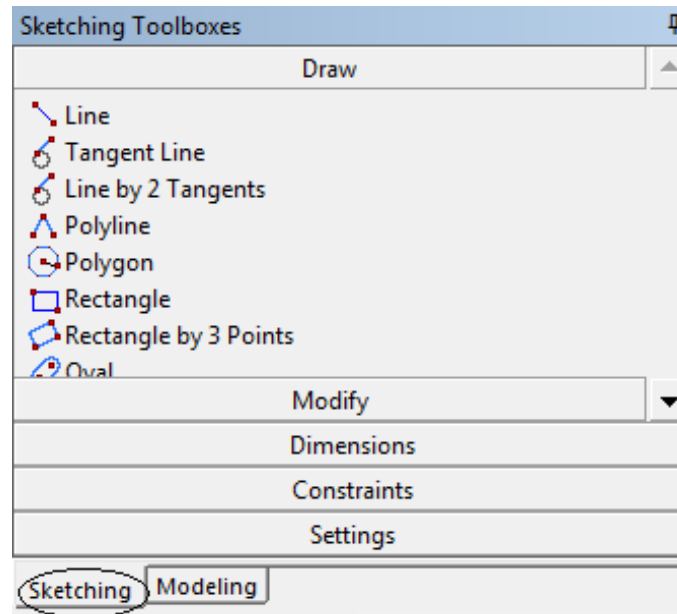 Sketching Toolboxes
Draw
Line
Tangent Line
Line by 2 Tangents
Polyline
Polygon
Rectangle
Rectangle by 3 Points
Oval
Modify
Dimensions
Constraints
Settings
Sketching Modeling